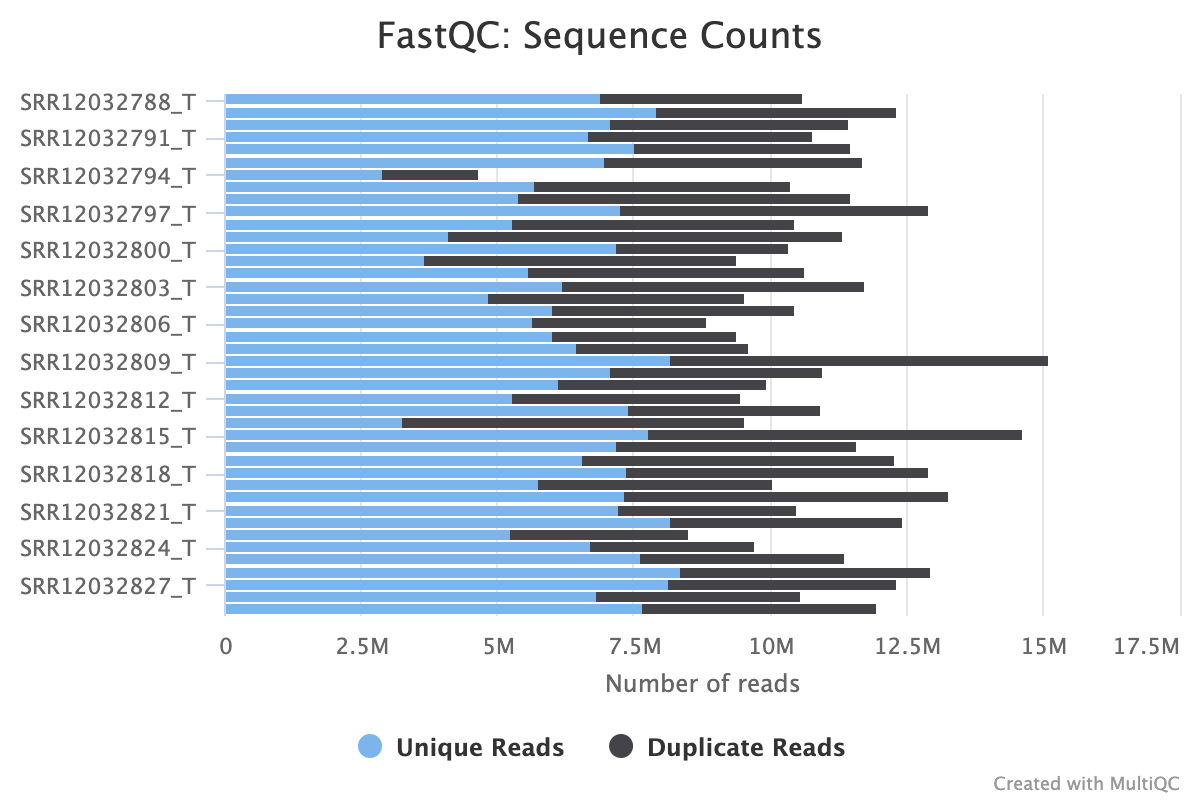 FastQC: Sequence Counts
SRR12032788_T
SRR12032791_T
SRR12032794_T
SRR12032797_T
SRR12032800_T
SRR12032803_T
SRR12032806_T
SRR12032809_T
SRR12032812_T
SRR12032815_T
SRR12032818_T
SRR12032821_T
SRR12032824_T
SRR12032827_T
0 2.5M 5M 7.5M 10M 12.5M 15M 17.5M
Number of reads
Unique Reads Duplicate Reads
Created with MultiQC